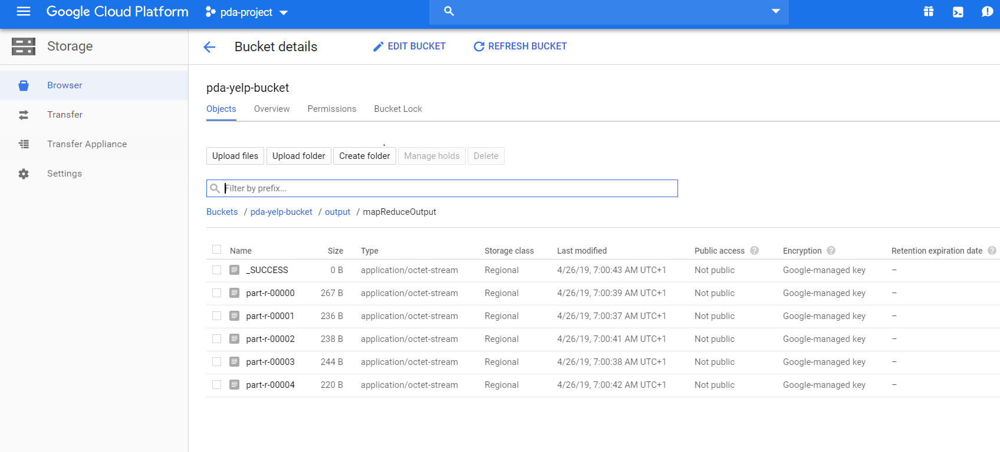 Google Cloud Platform pda-project
Storage
Bucket details EDIT BUCKET REFRESH BUCKET
Browser
Transfer
Transfer Appliance
Settings
pda-yelp-bucket
Objects Overview Permissions Bucket Lock
Upload files Upload folder Create folder Manage holds Delete
Filter by prefix...
Buckets / pda-yelp-bucket / output / mapReduceOutput
Name Size Type Storage class Last modified Public access ? Encryption ? Retention expiration date ?
_SUCCESS 0 B application/octet-stream Regional 4/26/19, 7:00:43 AM UTC+1 Not public Google-managed key –
part-r-00000 267 B application/octet-stream Regional 4/26/19, 7:00:39 AM UTC+1 Not public Google-managed key –
part-r-00001 236 B application/octet-stream Regional 4/26/19, 7:00:37 AM UTC+1 Not public Google-managed key –
part-r-00002 238 B application/octet-stream Regional 4/26/19, 7:00:41 AM UTC+1 Not public Google-managed key –
part-r-00003 244 B application/octet-stream Regional 4/26/19, 7:00:38 AM UTC+1 Not public Google-managed key –
part-r-00004 220 B application/octet-stream Regional 4/26/19, 7:00:42 AM UTC+1 Not public Google-managed key –